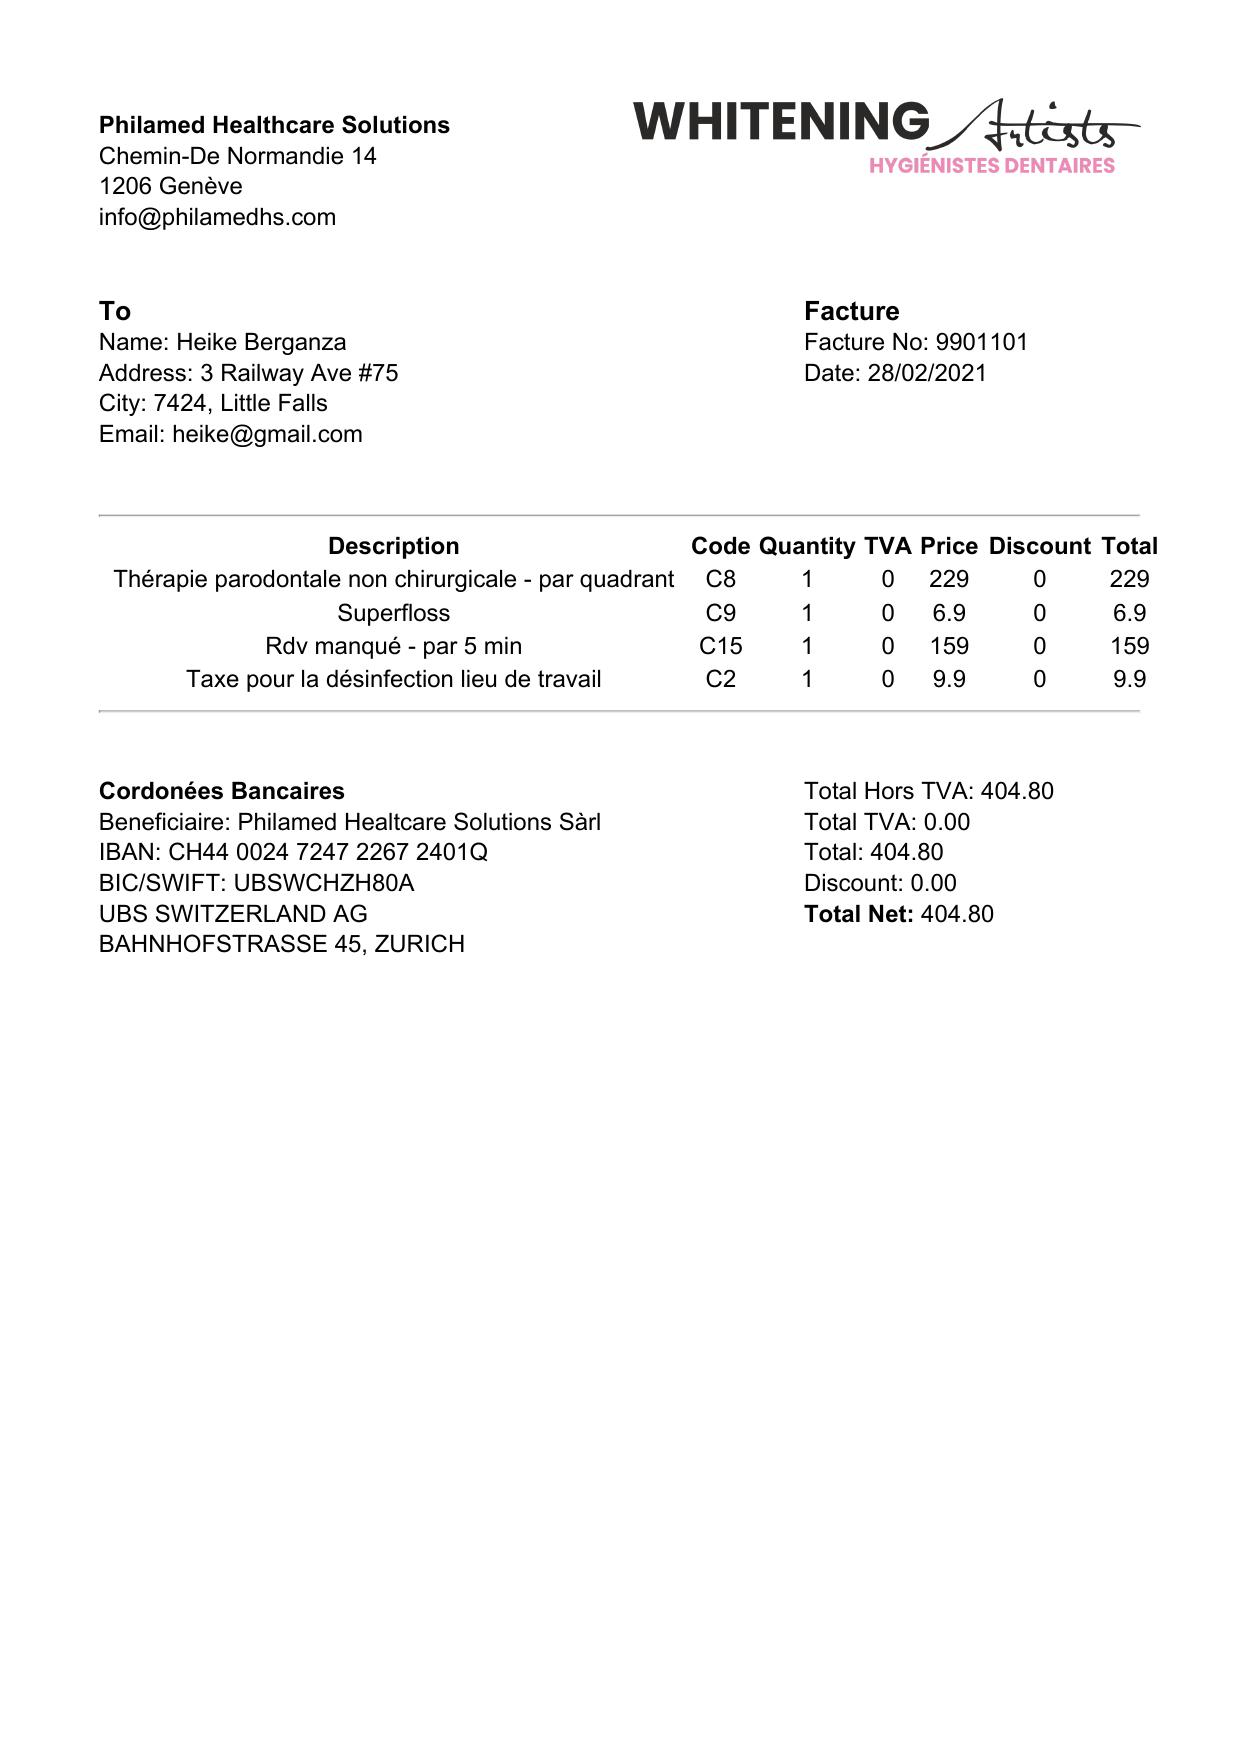 Philamed Healthcare Solutions
Chemin-De Normandie 14
1206 Genève
info@philamedhs.com
WHITENING Artists
HYGIÉNISTES DENTAIRES
To
Name: Heike Berganza
Address: 3 Railway Ave #75
City: 7424, Little Falls
Email: heike@gmail.com
Facture
Facture No: 9901101
Date: 28/02/2021
Description Code Quantity TVA Price Discount Total
Thérapie parodontale non chirurgicale - par quadrant C8 1 0 229 0 229
Superfloss C9 1 0 6.9 0 6.9
Rdv manqué - par 5 min C15 1 0 159 0 159
Taxe pour la désinfection lieu de travail C2 1 0 9.9 0 9.9
Cordonées Bancaires
Beneficiaire: Philamed Healtcare Solutions Sàrl
IBAN: CH44 0024 7247 2267 2401Q
BIC/SWIFT: UBSWCHZH80A
UBS SWITZERLAND AG
BAHNHOFSTRASSE 45, ZURICH
Total Hors TVA: 404.80
Total TVA: 0.00
Total: 404.80
Discount: 0.00
Total Net: 404.80